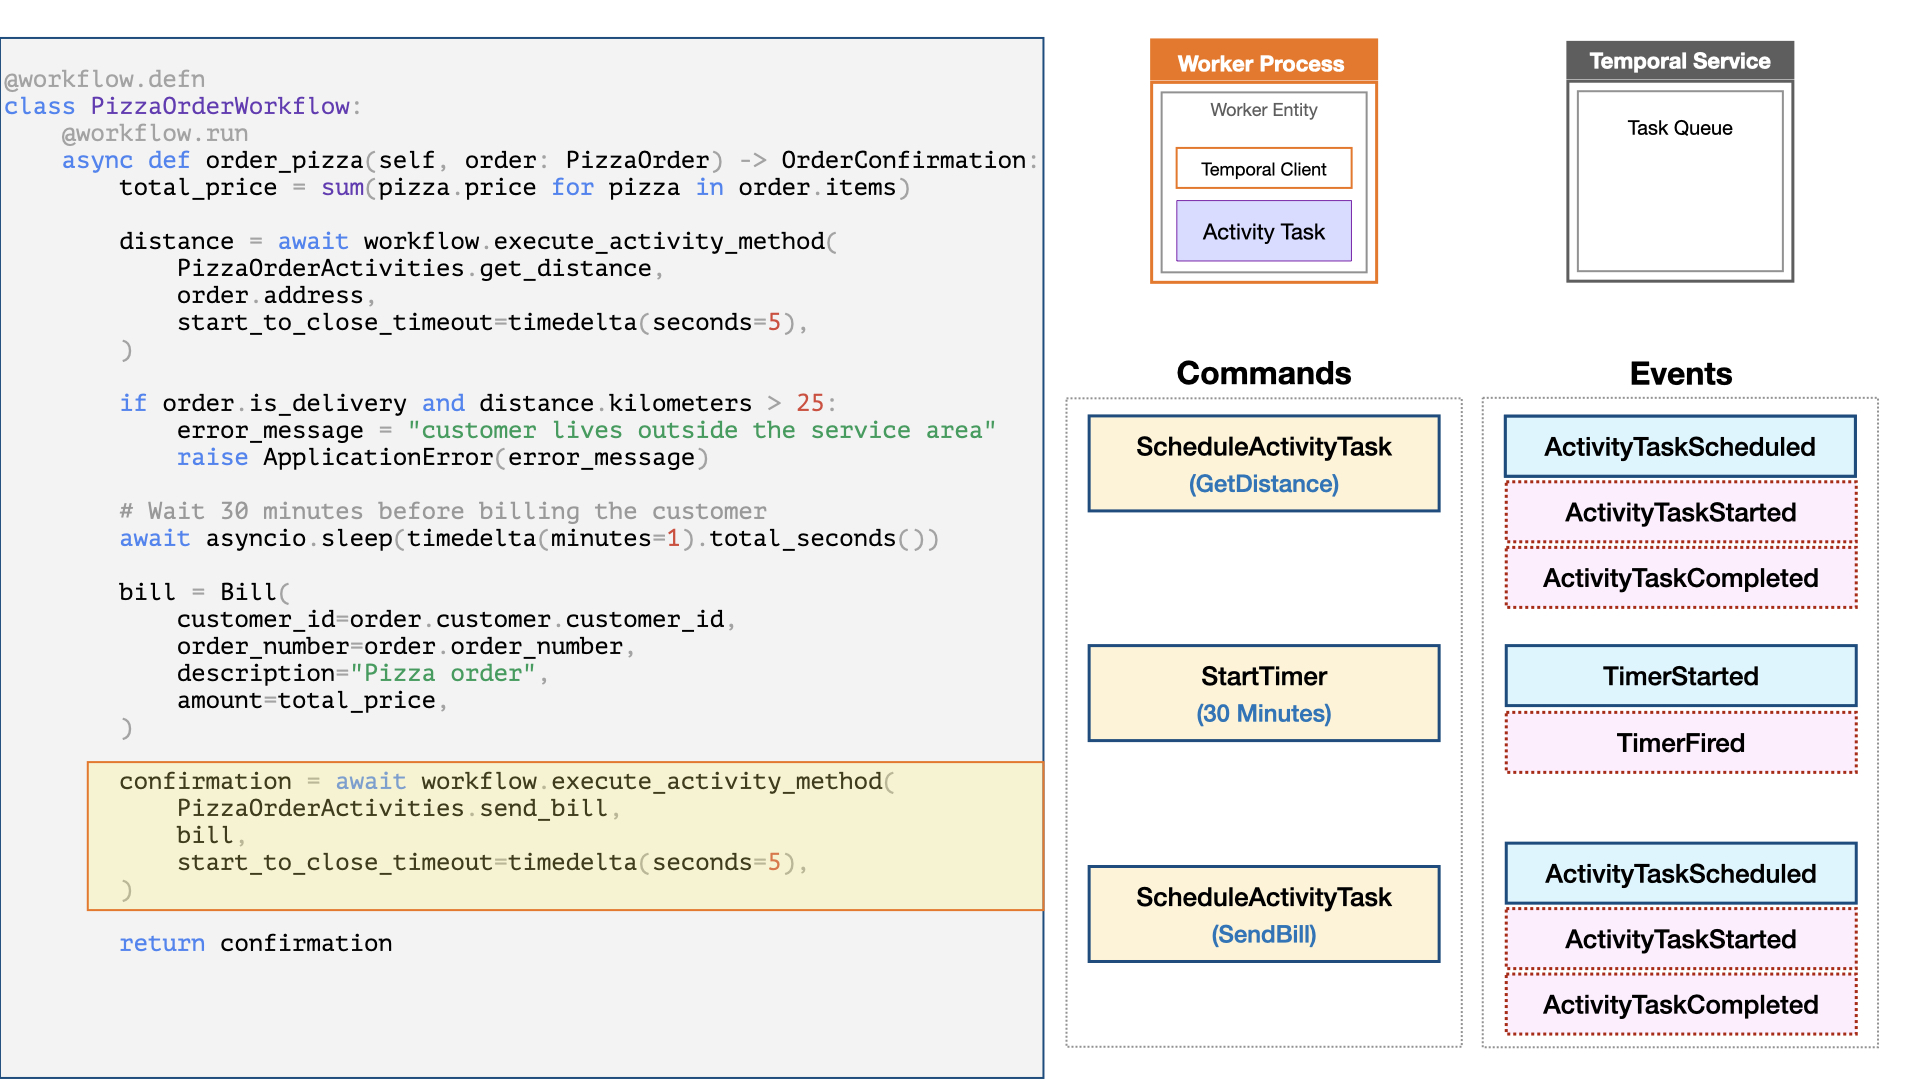 @workflow.defn
class PizzaOrderWorkflow:
    @workflow.run
    async def order_pizza(self, order: PizzaOrder) -> OrderConfirmation:
        total_price = sum(pizza.price for pizza in order.items)

        distance = await workflow.execute_activity_method(
            PizzaOrderActivities.get_distance,
            order.address,
            start_to_close_timeout=timedelta(seconds=5),
        )

        if order.is_delivery and distance.kilometers > 25:
            error_message = "customer lives outside the service area"
            raise ApplicationError(error_message)

        # Wait 30 minutes before billing the customer
        await asyncio.sleep(timedelta(minutes=1).total_seconds())

        bill = Bill(
            customer_id=order.customer.customer_id,
            order_number=order.order_number,
            description="Pizza order",
            amount=total_price,
        )

        confirmation = await workflow.execute_activity_method(
            PizzaOrderActivities.send_bill,
            bill,
            start_to_close_timeout=timedelta(seconds=5),
        )

        return confirmation
Worker Process
Worker Entity
Temporal Client
Activity Task
Temporal Service
Task Queue
Commands
ScheduleActivityTask
(GetDistance)
StartTimer
(30 Minutes)
ScheduleActivityTask
(SendBill)
Events
ActivityTaskScheduled
ActivityTaskStarted
ActivityTaskCompleted
TimerStarted
TimerFired
ActivityTaskScheduled
ActivityTaskStarted
ActivityTaskCompleted